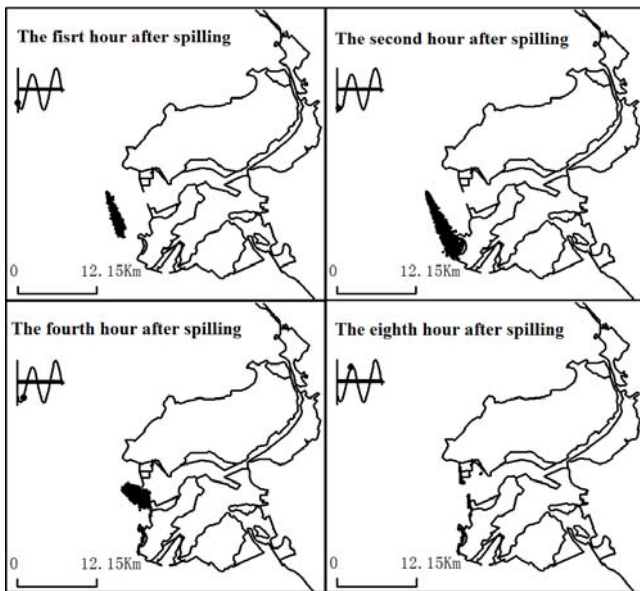 The fisrt hour after spilling
0 12.15Km
The second hour after spilling
0 12.15Km
The fourth hour after spilling
0 12.15Km
The eighth hour after spilling
0 12.15Km